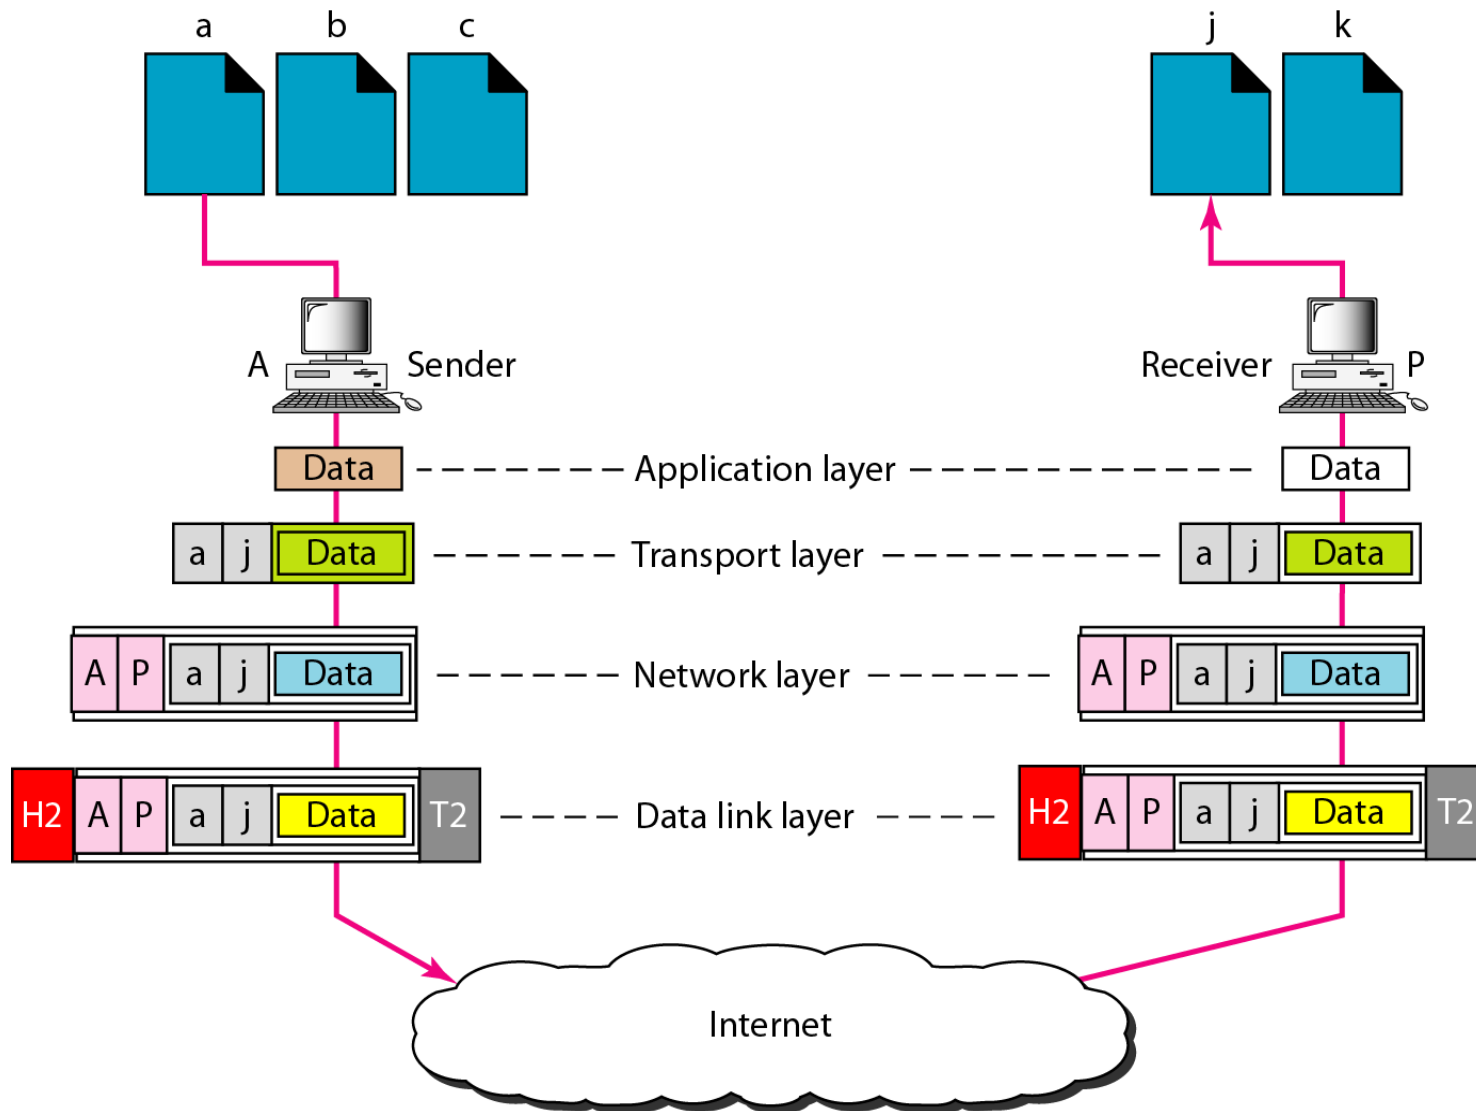 a b c j k
A Sender Receiver P
Data Application layer Data
a j Data Transport layer a j Data
A P a j Data Network layer A P a j Data
H2 A P a j Data T2 Data link layer H2 A P a j Data T2
Internet